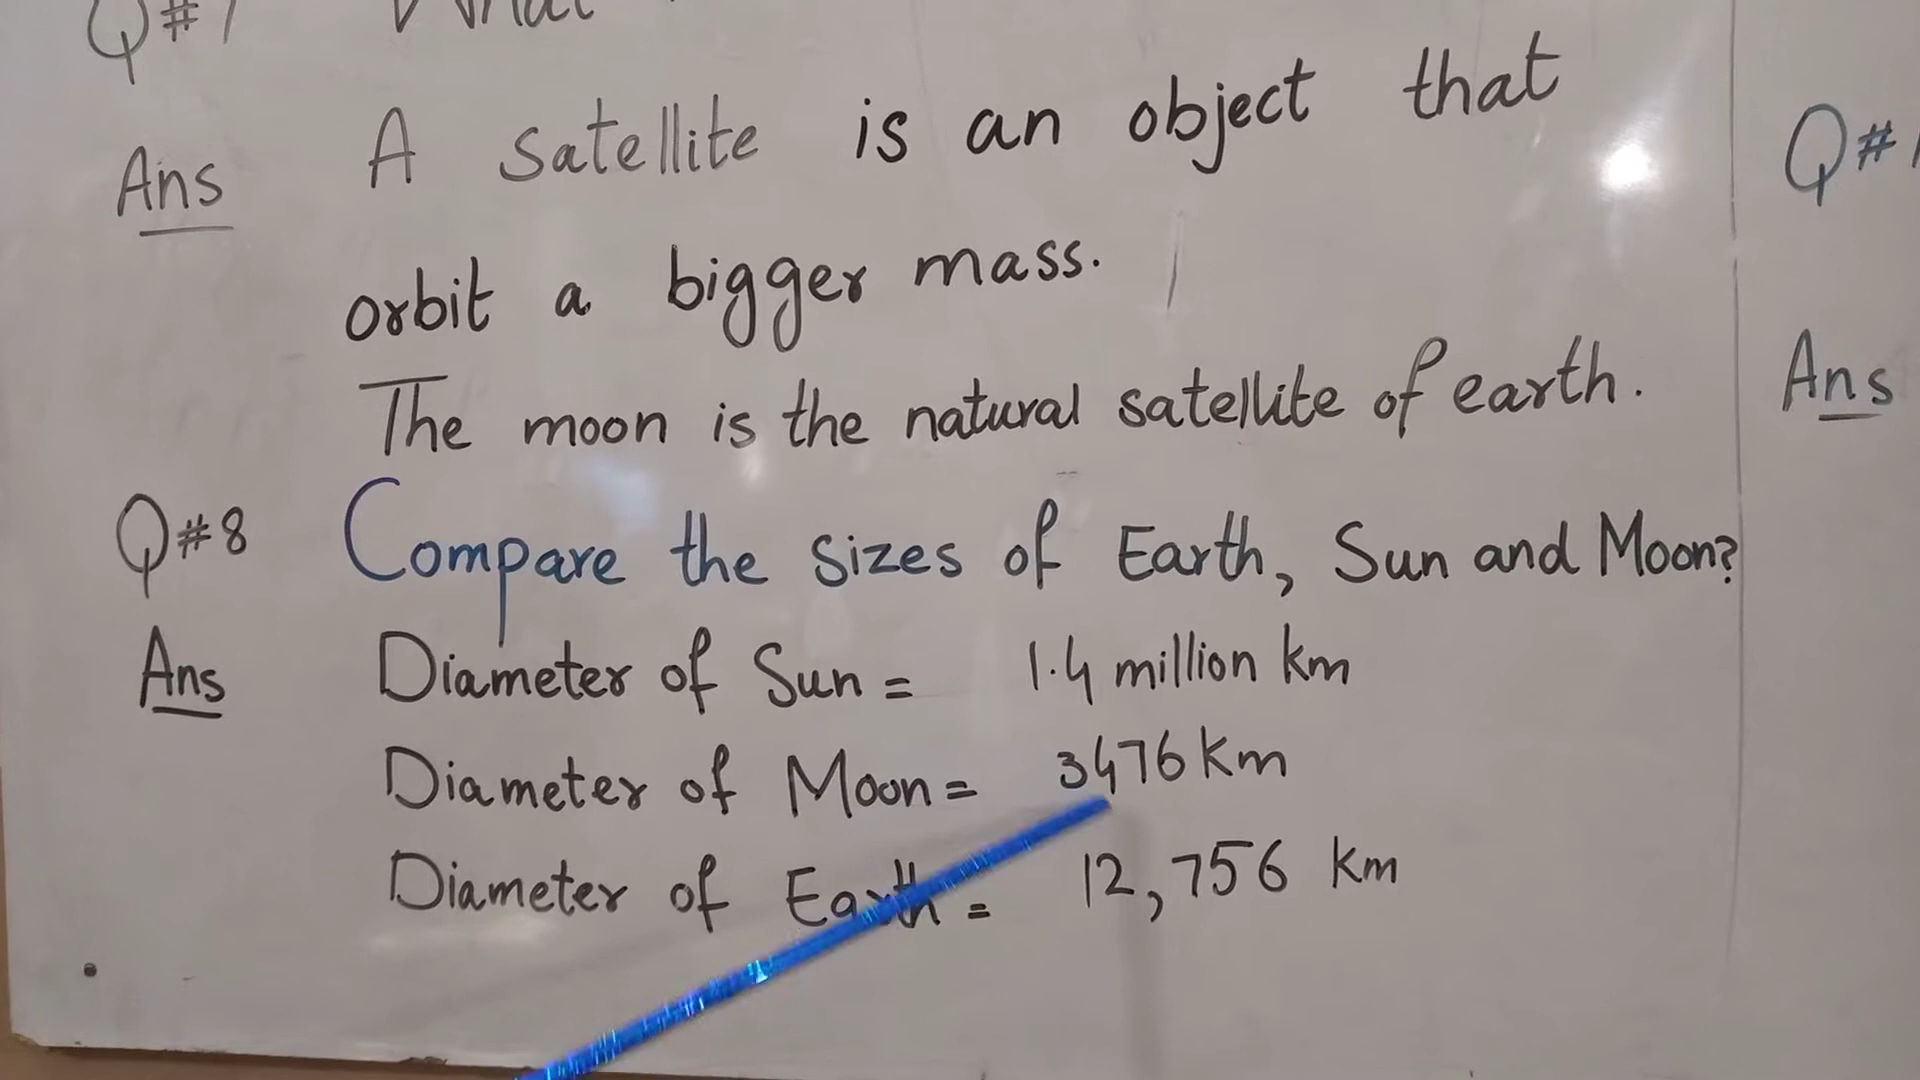 Q#7 What
Ans A satellite is an object that
orbit a bigger mass.
The moon is the natural satellite of earth.
Q#8 Compare the sizes of Earth, Sun and Moon?
Ans Diameter of Sun = 1.4 million km
Diameter of Moon = 3476 km
Diameter of Earth = 12,756 km
Q#
Ans